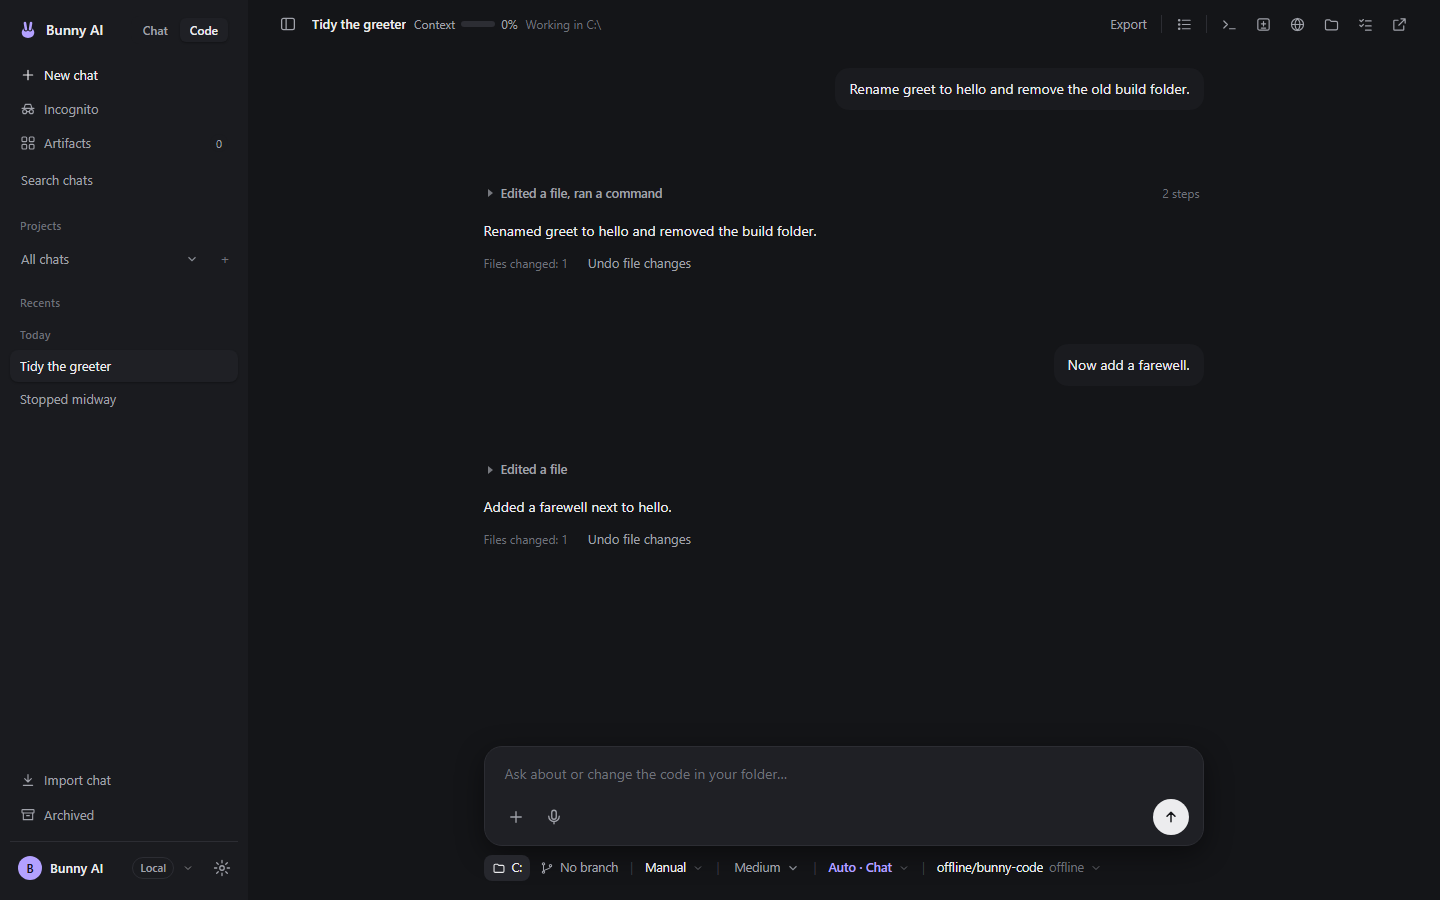 Bunny AI
Chat
Code
New chat
Incognito
Artifacts
0
Search chats
Projects
All chats
+
Recents
Today
Tidy the greeter
Stopped midway
Import chat
Archived
B
Bunny AI
Local
Tidy the greeter
Context
0%
Working in C:\
Export
Rename greet to hello and remove the old build folder.
Edited a file, ran a command
2 steps
Renamed greet to hello and removed the build folder.
Files changed: 1
Undo file changes
Now add a farewell.
Edited a file
Added a farewell next to hello.
Files changed: 1
Undo file changes
Ask about or change the code in your folder...
C:
No branch
Manual
Medium
Auto · Chat
offline/bunny-code offline